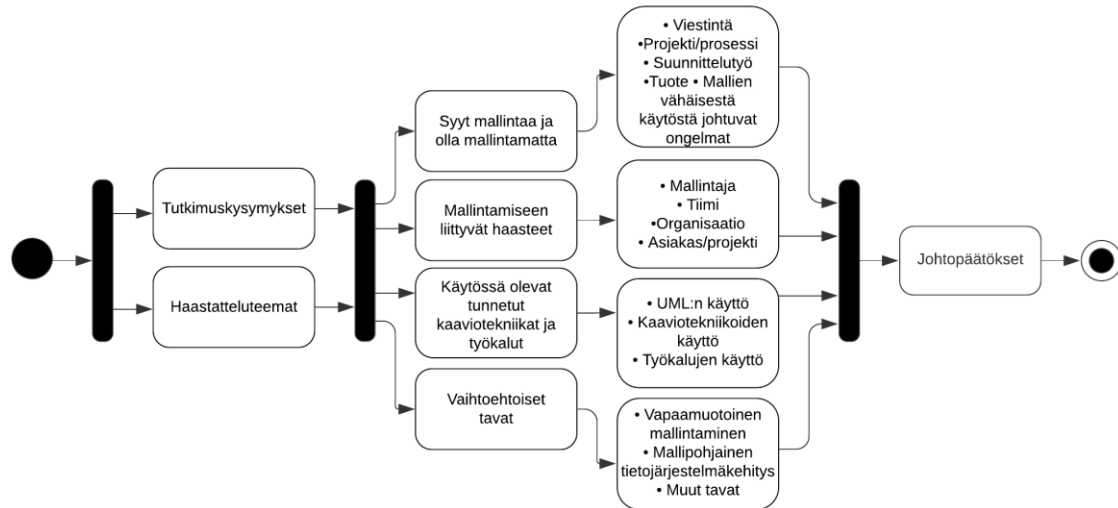 Tutkimuskysymykset
Haastatteluteemat
Syyt mallintaa ja
olla mallintamatta
Mallintamiseen
liittyvät haasteet
Käytössä olevat
tunnetut
kaaviotekniikat ja
työkalut
Vaihtoehtoiset
tavat
• Viestintä
•Projekti/prosessi
• Suunnittelutyö
•Tuote • Mallien
vähäisestä
käytöstä johtuvat
ongelmat
• Mallintaja
• Tiimi
•Organisaatio
• Asiakas/projekti
• UML:n käyttö
• Kaaviotekniikoiden
käyttö
• Työkalujen käyttö
• Vapaamuotoinen
mallintaminen
• Mallipohjainen
tietojärjestelmäkehitys
• Muut tavat
Johtopäätökset